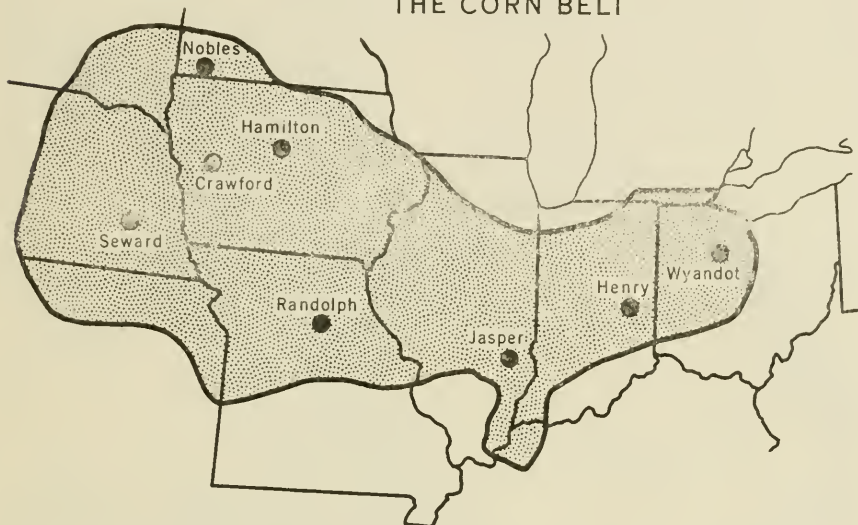 THE CORN BELT
Nobles
Hamilton
Crawford
Seward
Randolph
Jasper
Henry
Wyandot